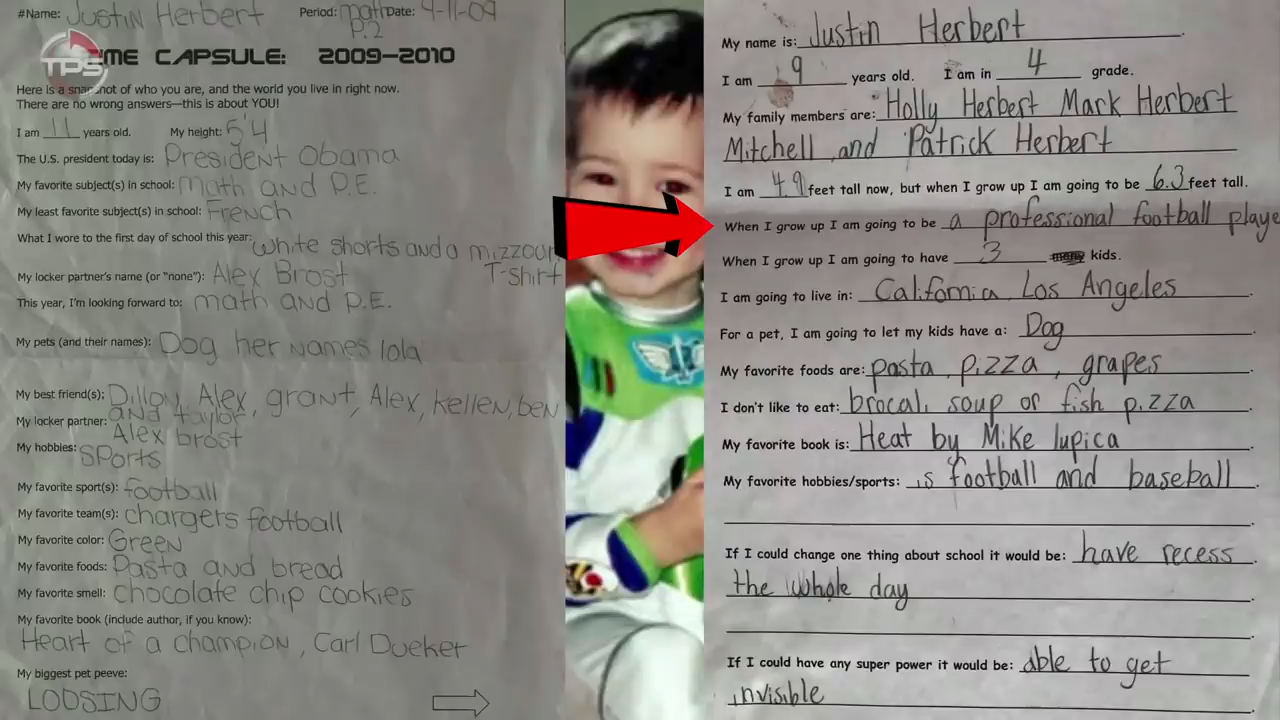 #Name: Justin Herbert Period: math Date: 9-11-09
P.2
TPS
ME CAPSULE: 2009-2010
Here is a snapshot of who you are, and the world you live in right now.
There are no wrong answers—this is about YOU!
I am 11 years old. My height: 5'4
The U.S. president today is: President Obama
My favorite subject(s) in school: math and P.E.
My least favorite subject(s) in school: French
What I wore to the first day of school this year: white shorts and a mizzour
T-shirt
My locker partner's name (or "none"): Alex Brost
This year, I'm looking forward to: math and P.E.
My pets (and their names): Dog her names lola
My best friend(s): Dillon, Alex, grant, Alex, kellen, ben
and taylor
My locker partner: Alex brost
My hobbies: Sports
My favorite sport(s): football
My favorite team(s): chargers football
My favorite color: Green
My favorite foods: Pasta and bread
My favorite smell: chocolate chip cookies
My favorite book (include author, if you know):
Heart of a champion, Carl Dueker
My biggest pet peeve:
LOOSING
My name is: Justin Herbert
I am 9 years old. I am in 4 grade.
My family members are: Holly Herbert Mark Herbert
Mitchell and Patrick Herbert
I am 4.9 feet tall now, but when I grow up I am going to be 6.3 feet tall.
When I grow up I am going to be a professional football playe
When I grow up I am going to have 3 kids.
I am going to live in: California, Los Angeles
For a pet, I am going to let my kids have a: Dog
My favorite foods are: pasta, pizza, grapes
I don't like to eat: brocali soup or fish pizza
My favorite book is: Heat by Mike lupica
My favorite hobbies/sports: is football and baseball
If I could change one thing about school it would be: have recess
the whole day
If I could have any super power it would be: able to get
invisible